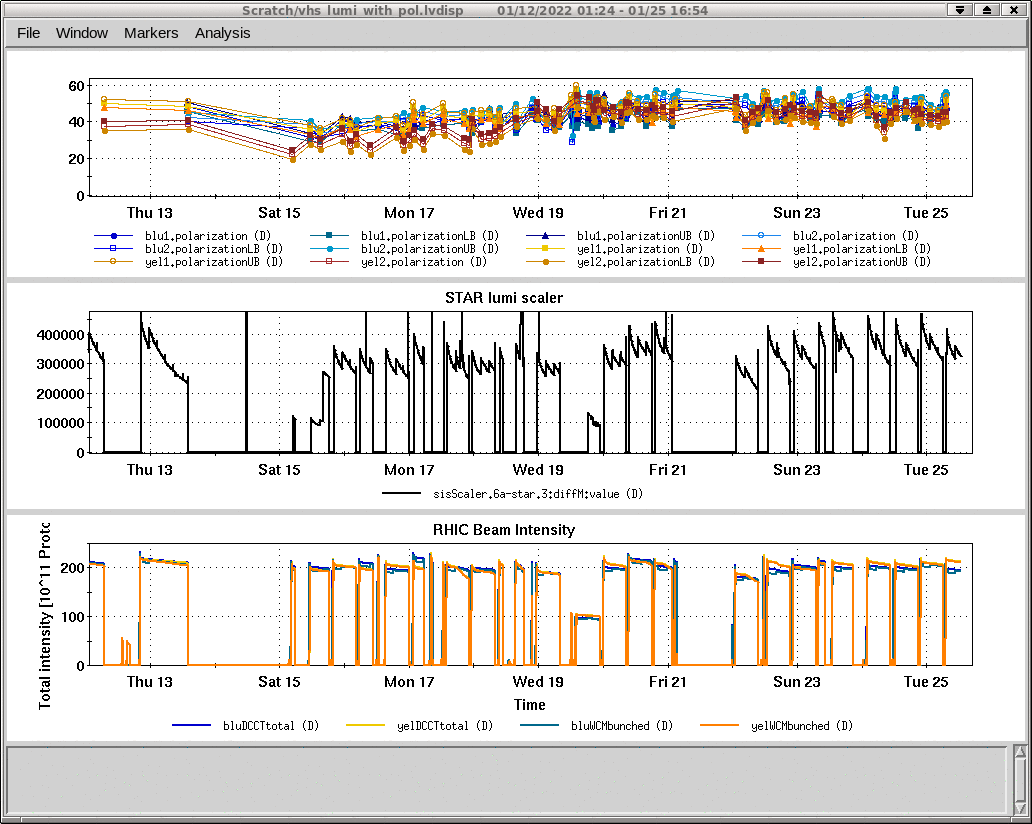 Scratch/vhs lumi with pol.lvdisp 01/12/2022 01:24 - 01/25 16:54
File Window Markers Analysis
60
40
20
0
Thu 13 Sat 15 Mon 17 Wed 19 Fri 21 Sun 23 Tue 25
blu1.polarization (D) blu1.polarizationLB (D) blu1.polarizationUB (D) blu2.polarization (D)
blu2.polarizationLB (D) blu2.polarizationUB (D) yel1.polarization (D) yel1.polarizationLB (D)
yel1.polarizationUB (D) yel2.polarization (D) yel2.polarizationLB (D) yel2.polarizationUB (D)
STAR lumi scaler
400000
300000
200000
100000
0
Thu 13 Sat 15 Mon 17 Wed 19 Fri 21 Sun 23 Tue 25
sisScaler.6a-star.3:diffM:value (D)
RHIC Beam Intensity
Total intensity [10^11 Proto
200
100
0
Thu 13 Sat 15 Mon 17 Wed 19 Fri 21 Sun 23 Tue 25
Time
bluDCCTtotal (D) yelDCCTtotal (D) bluWCMbunched (D) yelWCMbunched (D)